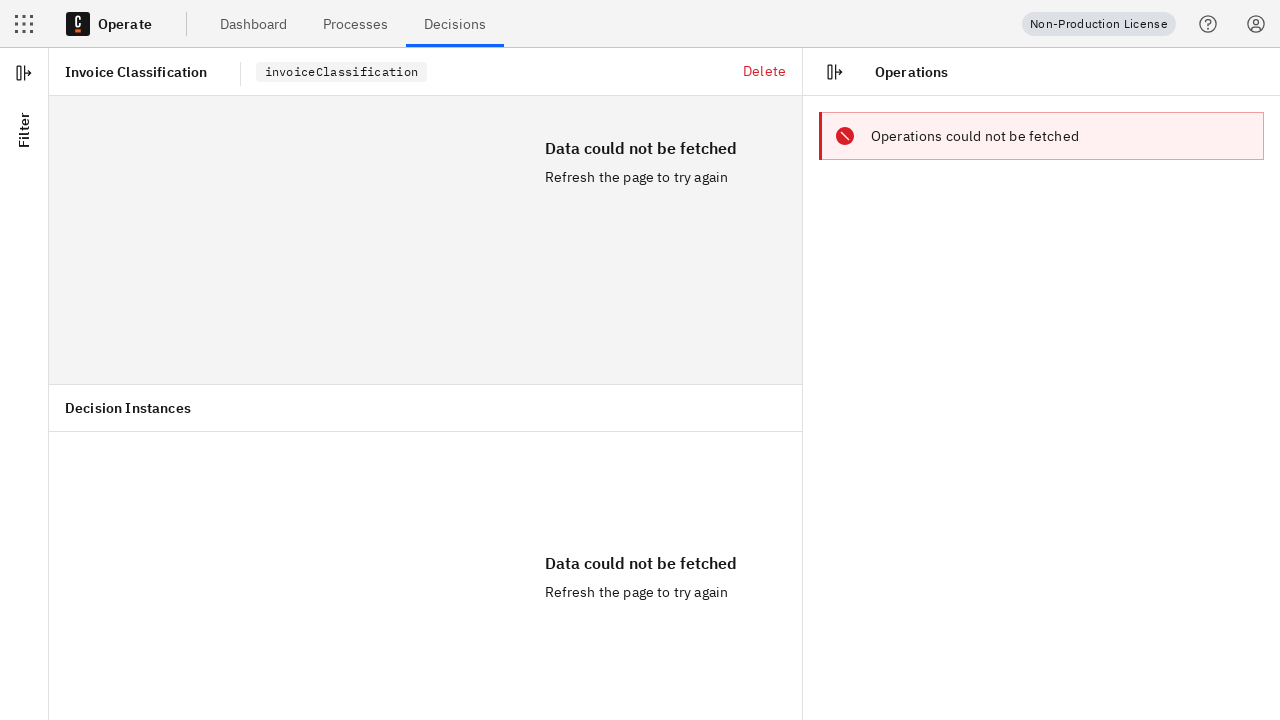 Operate
Dashboard
Processes
Decisions
Non-Production License
Filter
Invoice Classification
invoiceClassification
Delete
Data could not be fetched
Refresh the page to try again
Decision Instances
Data could not be fetched
Refresh the page to try again
Operations
Operations could not be fetched